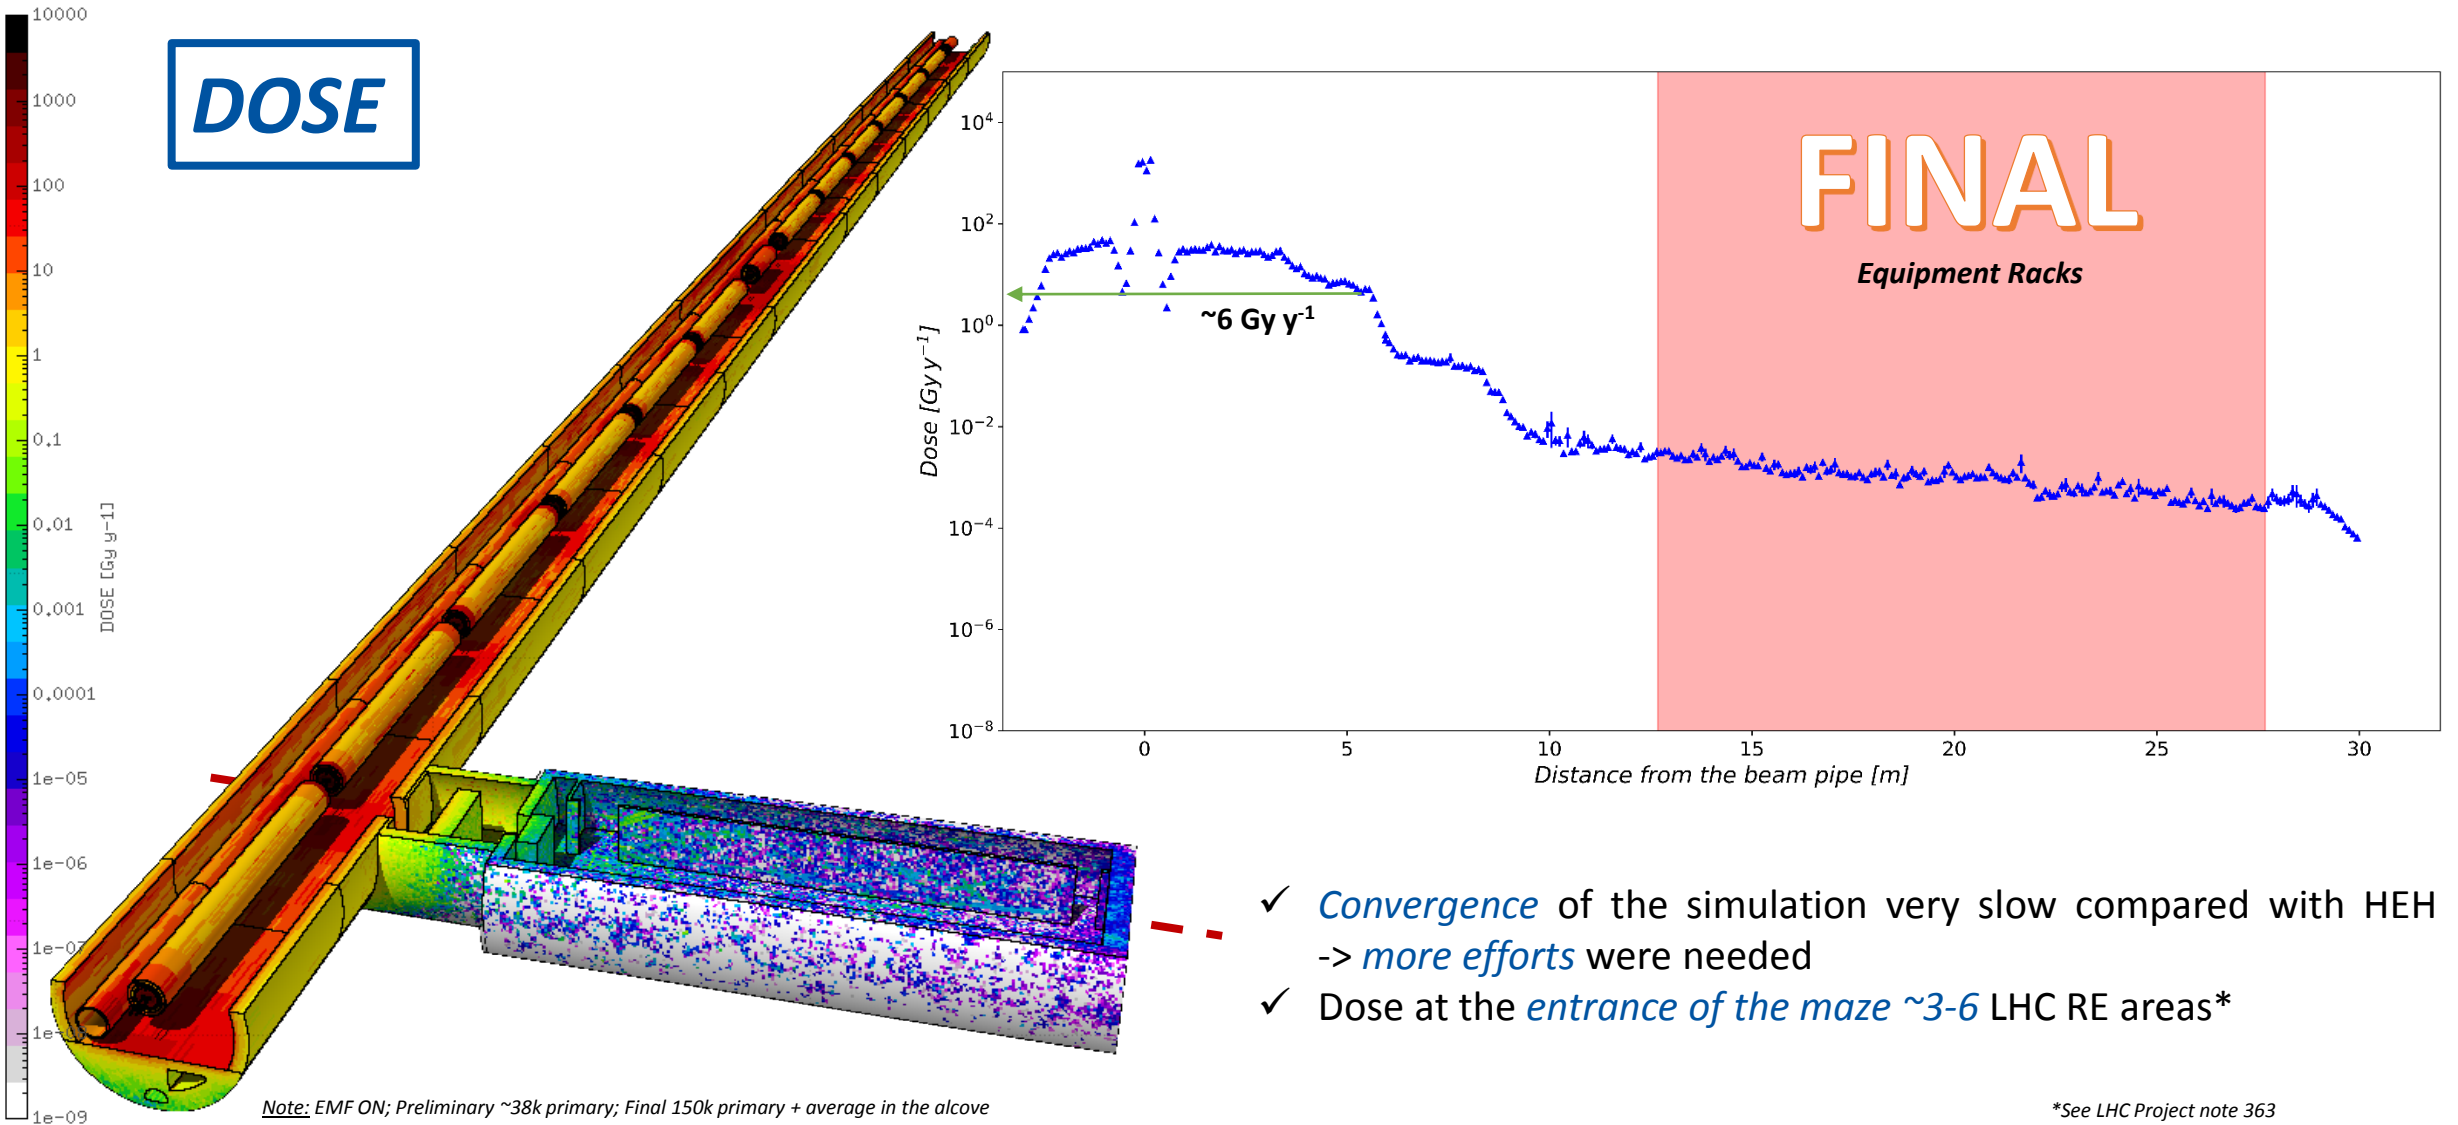 DOSE
10000
1000
100
10
1
0.1
0.01
0.001
0.0001
1e-05
1e-06
1e-07
1e-09
DOSE [Gy y-1]
FINAL
Equipment Racks
~6 Gy y⁻¹
10⁴
10²
10⁰
10⁻²
10⁻⁴
10⁻⁶
10⁻⁸
Dose [Gy y⁻¹]
0 5 10 15 20 25 30
Distance from the beam pipe [m]
✓ Convergence of the simulation very slow compared with HEH
-> more efforts were needed
✓ Dose at the entrance of the maze ~3-6 LHC RE areas*
Note: EMF ON; Preliminary ~38k primary; Final 150k primary + average in the alcove
*See LHC Project note 363